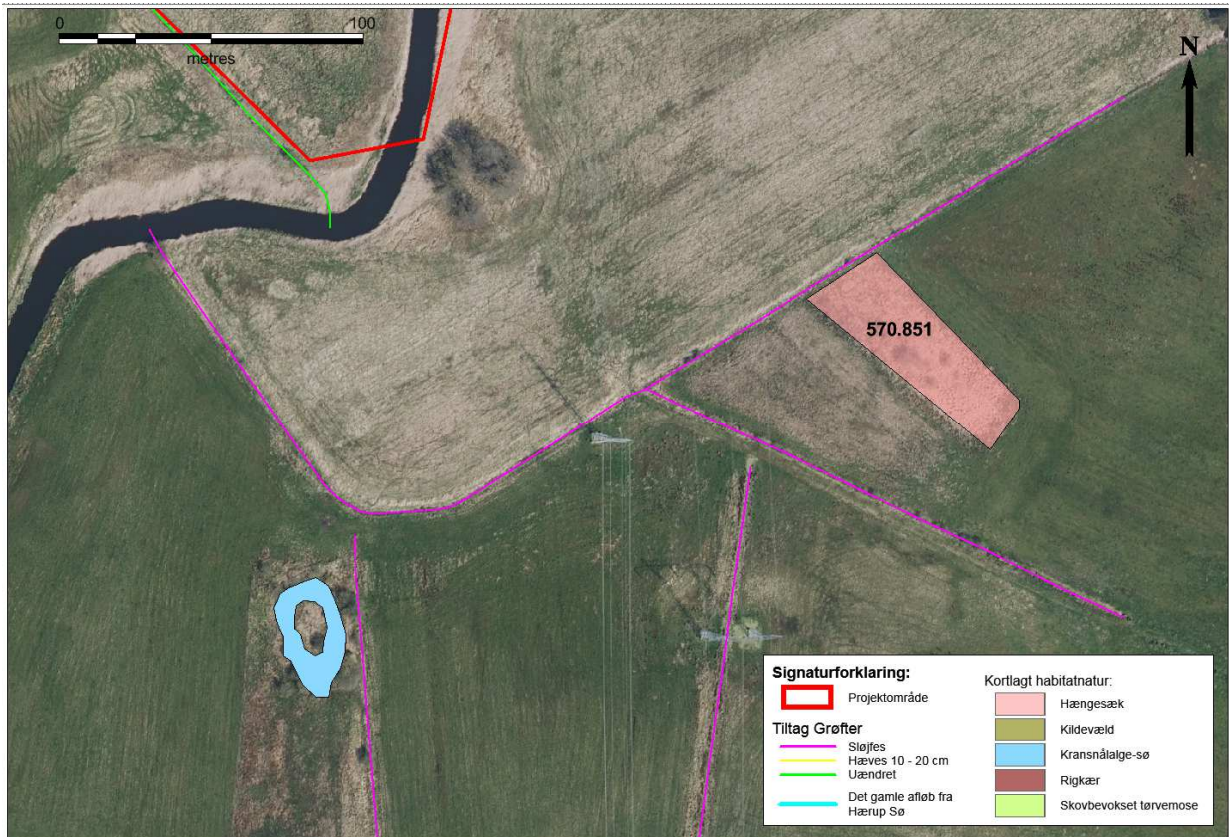 0 100
metres
N
570.851
Signaturforklaring:
Projektområde
Tiltag Grøfter
Sløjfes
Hæves 10 - 20 cm
Uændret
Det gamle afløb fra
Hærup Sø
Kortlagt habitatnatur:
Hængesæk
Kildevæld
Kransnålalge-sø
Rigkær
Skovbevokset tørvemose